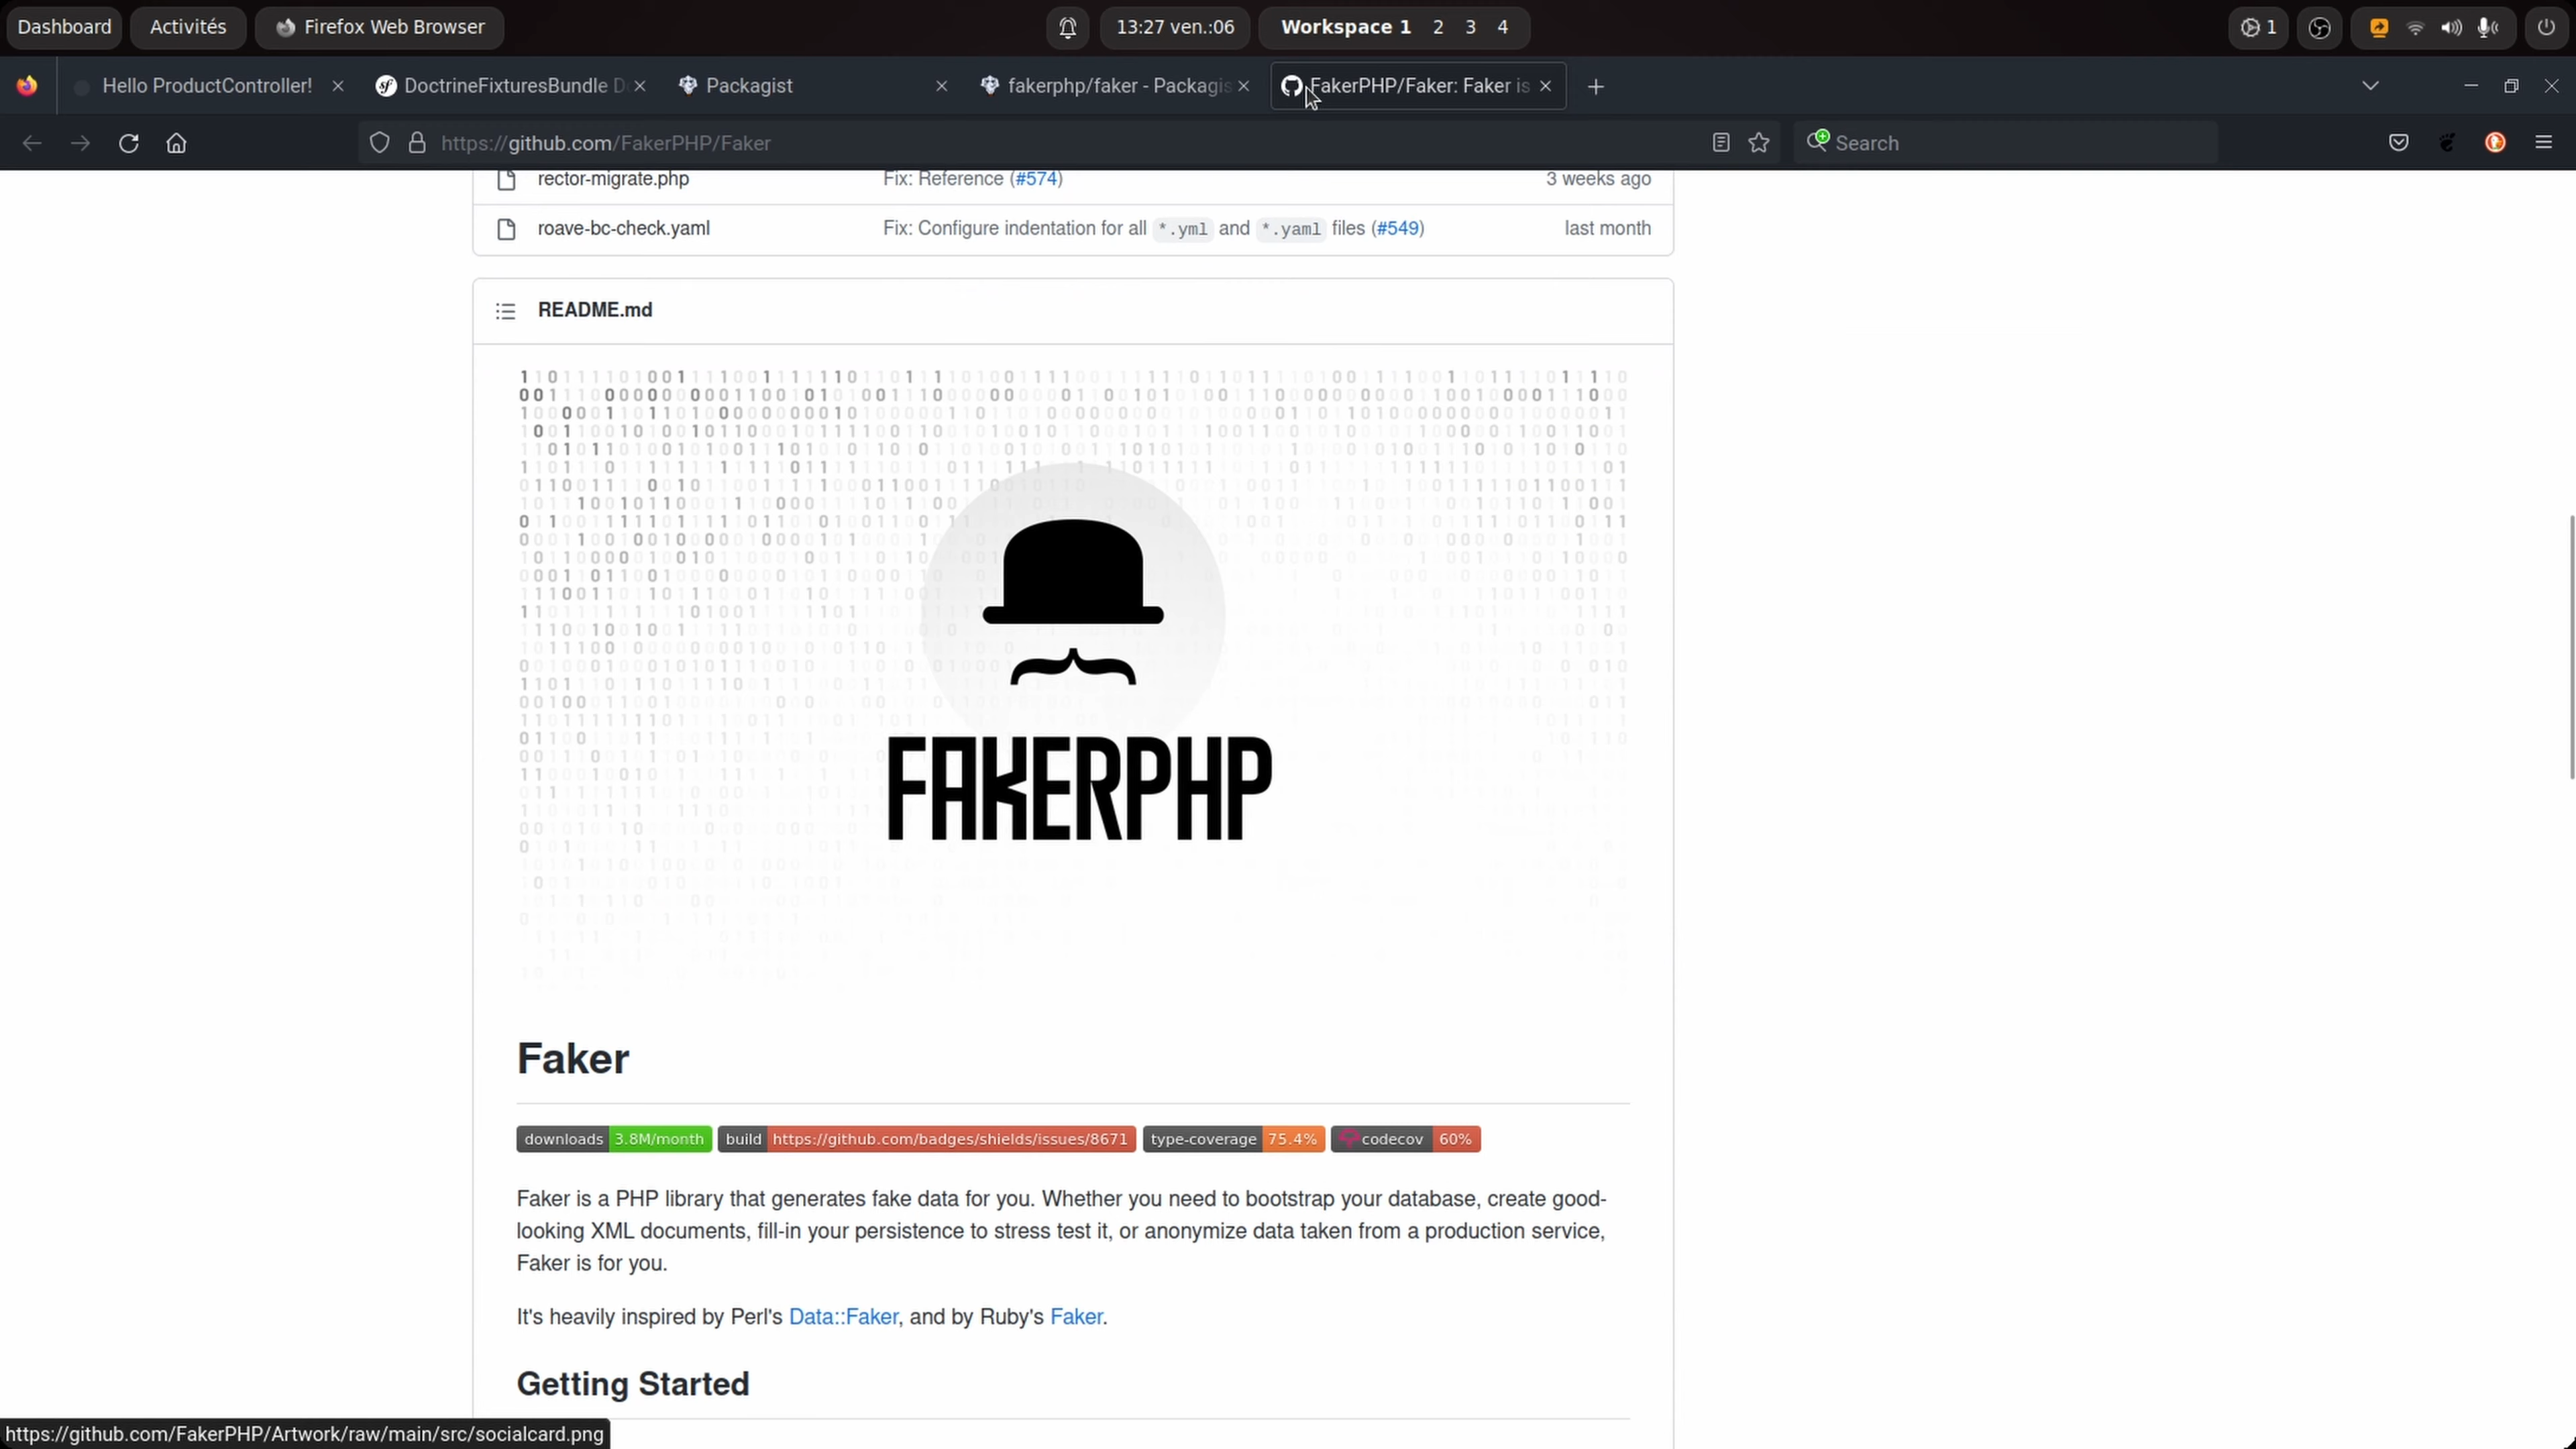 Dashboard Activités Firefox Web Browser 13:27 ven.:06 Workspace 1 2 3 4 1
Hello ProductController! DoctrineFixturesBundle D Packagist fakerphp/faker - Packagis FakerPHP/Faker: Faker is
https://github.com/FakerPHP/Faker Search
rector-migrate.php Fix: Reference (#574) 3 weeks ago
roave-bc-check.yaml Fix: Configure indentation for all *.yml and *.yaml files (#549) last month
README.md
FAKERPHP
Faker
downloads 3.8M/month build https://github.com/badges/shields/issues/8671 type-coverage 75.4% codecov 60%
Faker is a PHP library that generates fake data for you. Whether you need to bootstrap your database, create good-
looking XML documents, fill-in your persistence to stress test it, or anonymize data taken from a production service,
Faker is for you.
It's heavily inspired by Perl's Data::Faker, and by Ruby's Faker.
Getting Started
https://github.com/FakerPHP/Artwork/raw/main/src/socialcard.png